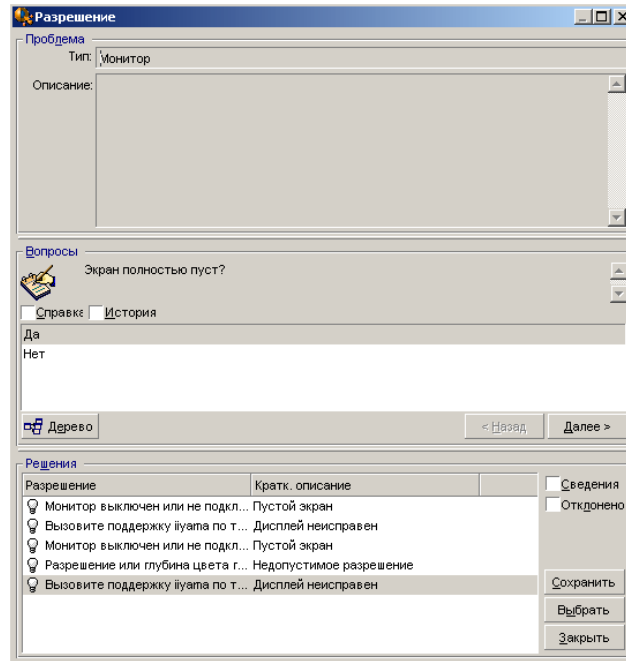 Разрешение
Проблема
Тип: Монитор
Описание:
Вопросы
Экран полностью пуст?
Справка История
Да
Нет
Дерево < Назад Далее >
Решения
Разрешение Кратк. описание Сведения
Монитор выключен или не подкл... Пустой экран Отклонено
Вызовите поддержку iiyama по т... Дисплей неисправен
Монитор выключен или не подкл... Пустой экран
Разрешение или глубина цвета г... Недопустимое разрешение
Вызовите поддержку iiyama по т... Дисплей неисправен Сохранить
Выбрать
Закрыть